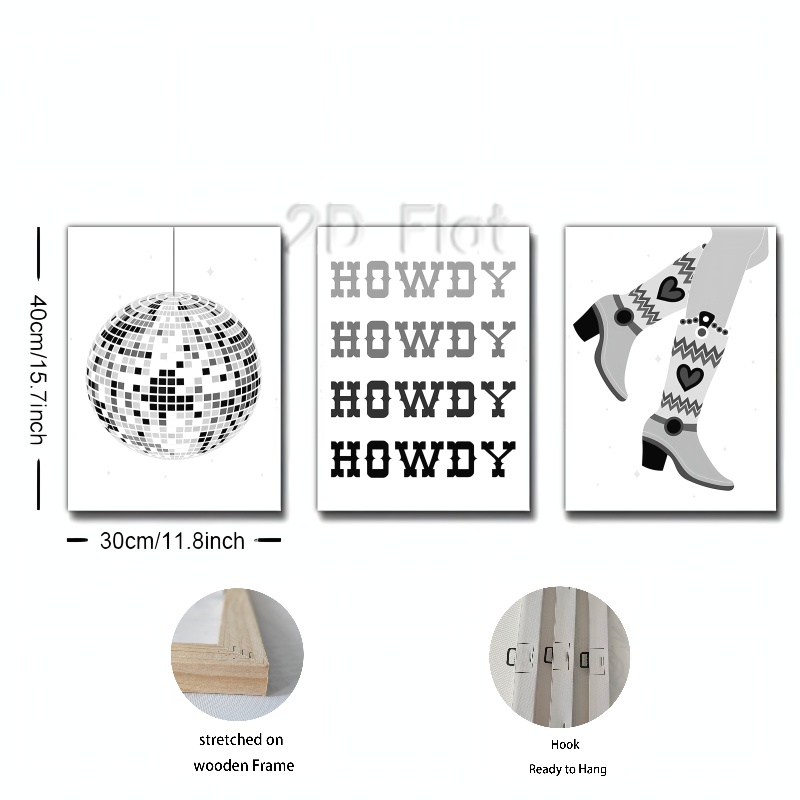 2D Flat
HOWDY
HOWDY
HOWDY
HOWDY
40cm/15.7inch
30cm/11.8inch
stretched on
wooden Frame
Hook
Ready to Hang